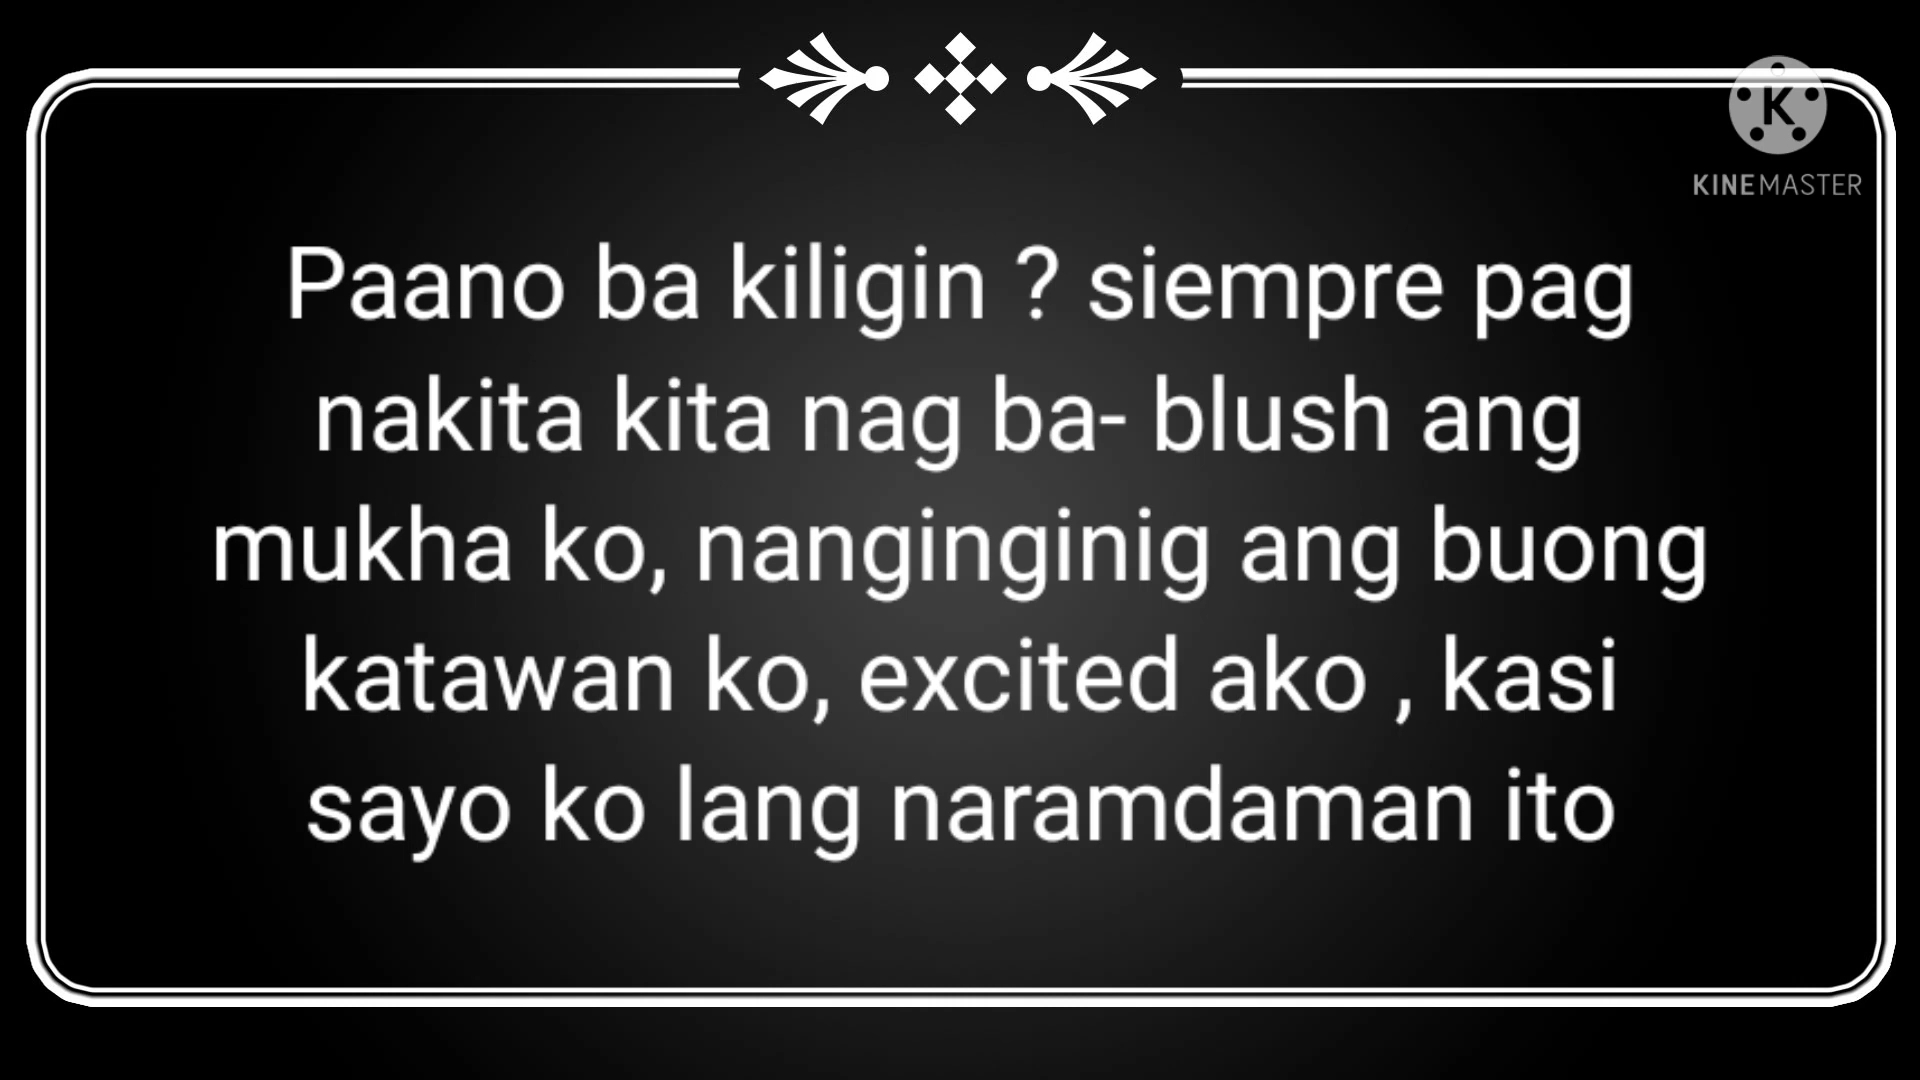 K
KINEMASTER
Paano ba kiligin ? siempre pag
nakita kita nag ba- blush ang
mukha ko, nanginginig ang buong
katawan ko, excited ako , kasi
sayo ko lang naramdaman ito